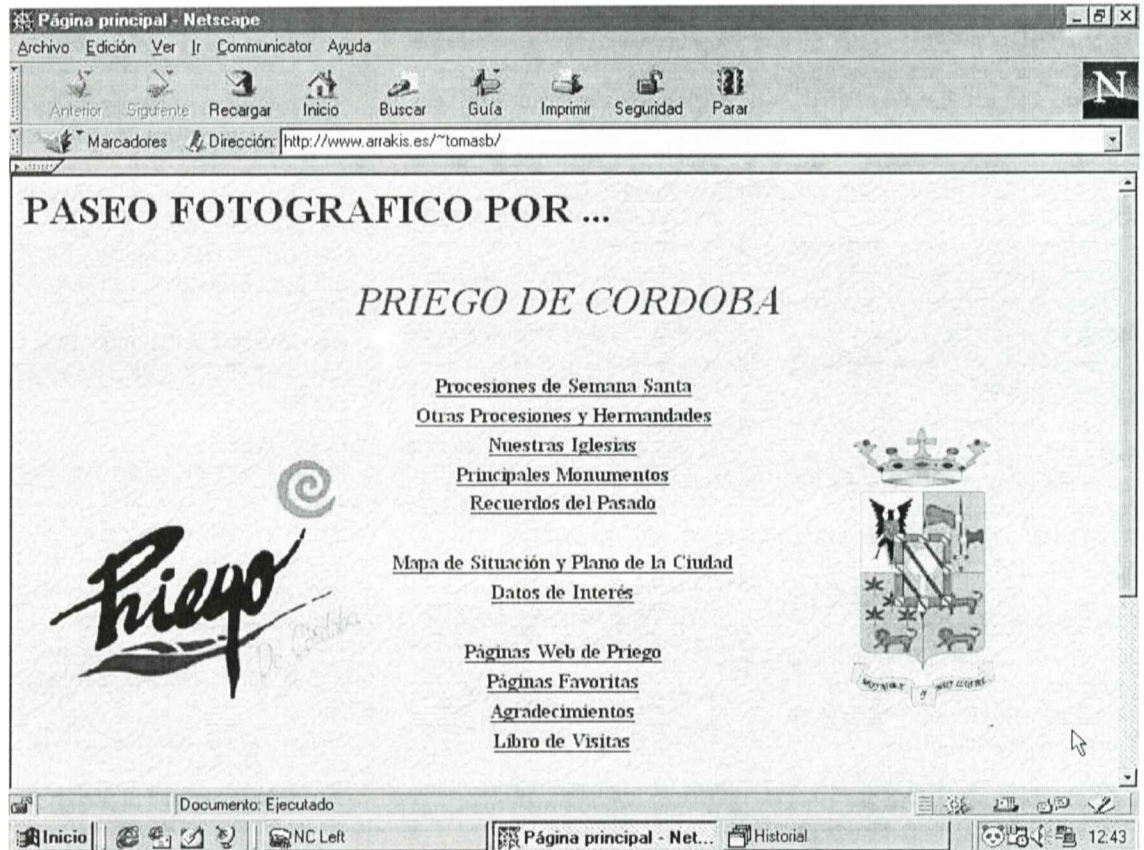 Página principal - Netscape
Archivo Edición Ver Ir Communicator Ayuda
Anterior Siguiente Recargar Inicio Buscar Guía Imprimir Seguridad Parar
N
Marcadores Dirección: http://www.arrakis.es/~tomasb/
PASEO FOTOGRAFICO POR ...
PRIEGO DE CORDOBA
Procesiones de Semana Santa
Otras Procesiones y Hermandades
Nuestras Iglesias
Principales Monumentos
Recuerdos del Pasado
Mapa de Situación y Plano de la Ciudad
Datos de Interés
Priego
De Córdoba
Páginas Web de Priego
Páginas Favoritas
Agradecimientos
Libro de Visitas
Documento: Ejecutado
Inicio NC Left Página principal - Net... Historial 12:43